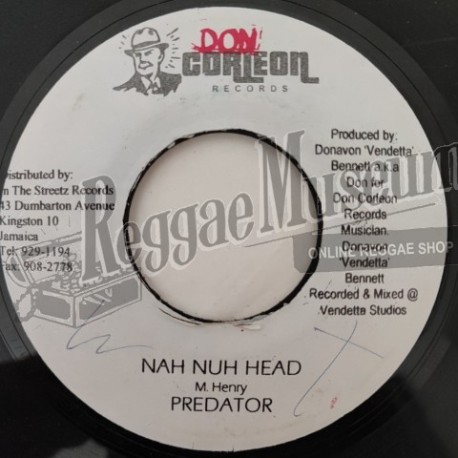 DON
CORLEON
RECORDS
Distributed by:
n The Streetz Records
43 Dumbarton Avenue
Kingston 10
Jamaica
Tel: 929-1194
Fax: 908-2778
Produced by:
Donavon 'Vendetta'
Bennett a.k.a
Don for
Don Corleon
Records
Musician:
Donavon
'Vendetta'
Bennett
Recorded & Mixed @
Vendetta Studios
Reggae Museum
ONLINE REGGAE SHOP
NAH NUH HEAD
M. Henry
PREDATOR